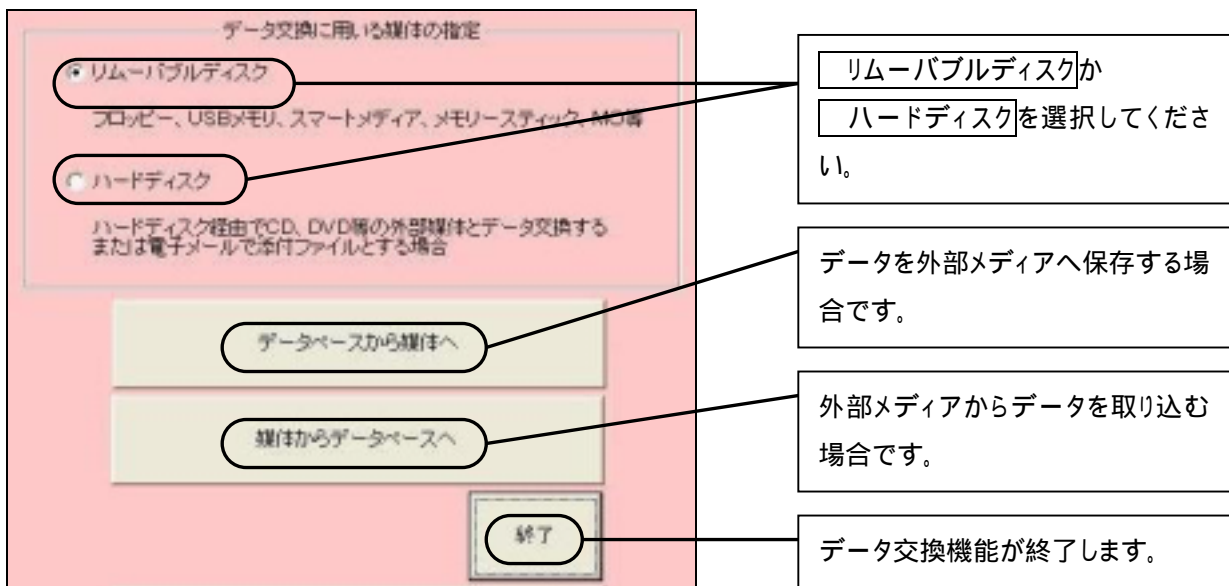 データ交換に用いる媒体の指定
リムーバブルディスク
フロッピー、USBメモリ、スマートメディア、メモリースティック、MO等
ハードディスク
ハードディスク経由でCD、DVD等の外部媒体とデータ交換する
または電子メールで添付ファイルとする場合
データベースから媒体へ
媒体からデータベースへ
終了
リムーバブルディスクか
ハードディスクを選択してくださ
い。
データを外部メディアへ保存する場
合です。
外部メディアからデータを取り込む
場合です。
データ交換機能が終了します。